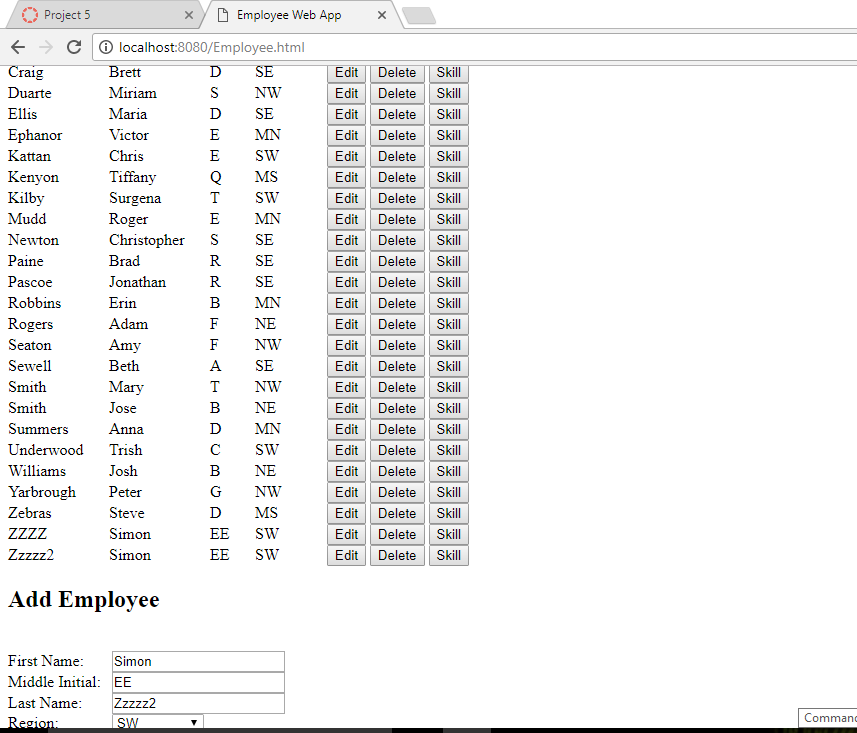 Project 5
Employee Web App
localhost:8080/Employee.html
Craig Brett D SE Edit Delete Skill
Duarte Miriam S NW Edit Delete Skill
Ellis Maria D SE Edit Delete Skill
Ephanor Victor E MN Edit Delete Skill
Kattan Chris E SW Edit Delete Skill
Kenyon Tiffany Q MS Edit Delete Skill
Kilby Surgena T SW Edit Delete Skill
Mudd Roger E MN Edit Delete Skill
Newton Christopher S SE Edit Delete Skill
Paine Brad R SE Edit Delete Skill
Pascoe Jonathan R SE Edit Delete Skill
Robbins Erin B MN Edit Delete Skill
Rogers Adam F NE Edit Delete Skill
Seaton Amy F NW Edit Delete Skill
Sewell Beth A SE Edit Delete Skill
Smith Mary T NW Edit Delete Skill
Smith Jose B NE Edit Delete Skill
Summers Anna D MN Edit Delete Skill
Underwood Trish C SW Edit Delete Skill
Williams Josh B NE Edit Delete Skill
Yarbrough Peter G NW Edit Delete Skill
Zebras Steve D MS Edit Delete Skill
ZZZZ Simon EE SW Edit Delete Skill
Zzzzz2 Simon EE SW Edit Delete Skill
Add Employee
First Name: Simon
Middle Initial: EE
Last Name: Zzzzz2
Region: SW
Command